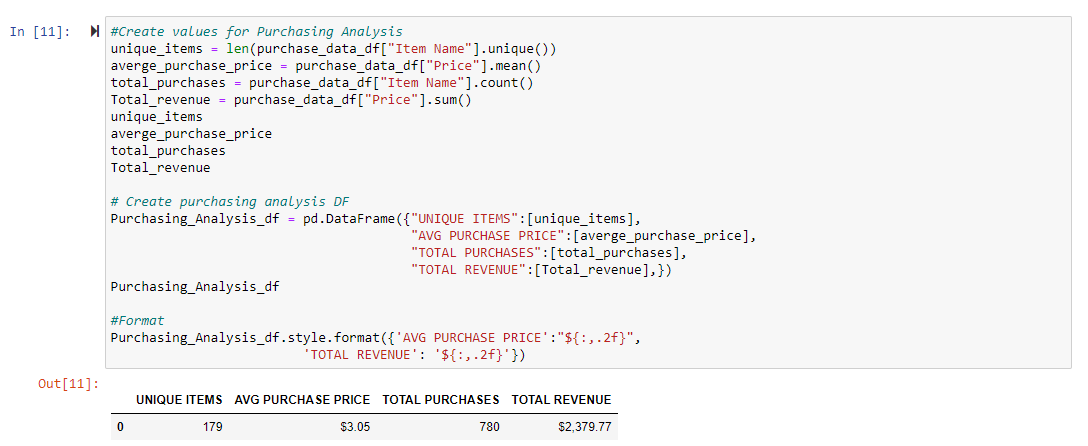 In [11]:
#Create values for Purchasing Analysis
unique_items = len(purchase_data_df["Item Name"].unique())
averge_purchase_price = purchase_data_df["Price"].mean()
total_purchases = purchase_data_df["Item Name"].count()
Total_revenue = purchase_data_df["Price"].sum()
unique_items
averge_purchase_price
total_purchases
Total_revenue

# Create purchasing analysis DF
Purchasing_Analysis_df = pd.DataFrame({"UNIQUE ITEMS":[unique_items],
"AVG PURCHASE PRICE":[averge_purchase_price],
"TOTAL PURCHASES":[total_purchases],
"TOTAL REVENUE":[Total_revenue],})
Purchasing_Analysis_df

#Format
Purchasing_Analysis_df.style.format({'AVG PURCHASE PRICE':"${:,.2f}",
'TOTAL REVENUE': '${:,.2f}'})
Out[11]:
UNIQUE ITEMS AVG PURCHASE PRICE TOTAL PURCHASES TOTAL REVENUE
0 179 $3.05 780 $2,379.77